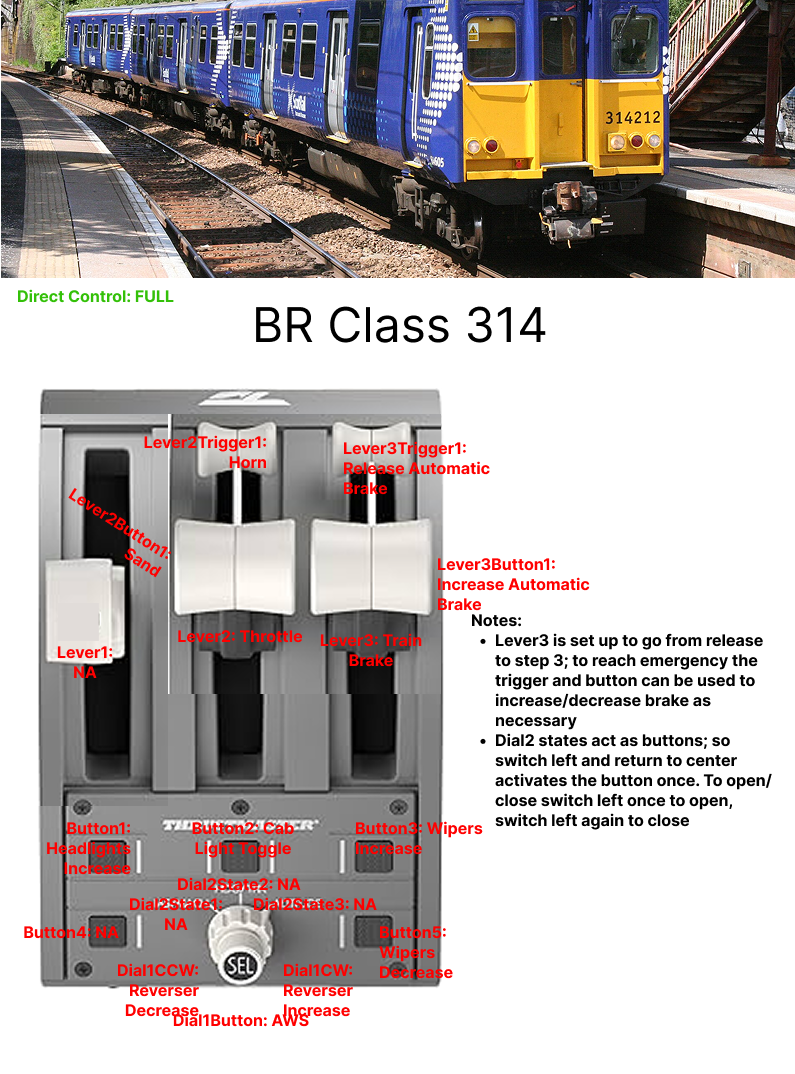 ScotRail
314212
Direct Control: FULL
BR Class 314
Lever2Trigger1:
Horn
Lever3Trigger1:
Release Automatic
Brake
Lever2Button1:
Sand
Lever3Button1:
Increase Automatic
Brake
Lever1:
NA
Lever2: Throttle
Lever3: Train
Brake
Notes:
• Lever3 is set up to go from release
to step 3; to reach emergency the
trigger and button can be used to
increase/decrease brake as
necessary
• Dial2 states act as buttons; so
switch left and return to center
activates the button once. To open/
close switch left once to open,
switch left again to close
THRUSTMASTER
Button1:
Headlights
Increase
Button2: Cab
Light Toggle
Button3: Wipers
Increase
Dial2State2: NA
Dial2State1:
NA
Dial2State3: NA
Button4: NA
Button5:
Wipers
Decrease
SEL
Dial1CCW:
Reverser
Decrease
Dial1CW:
Reverser
Increase
Dial1Button: AWS